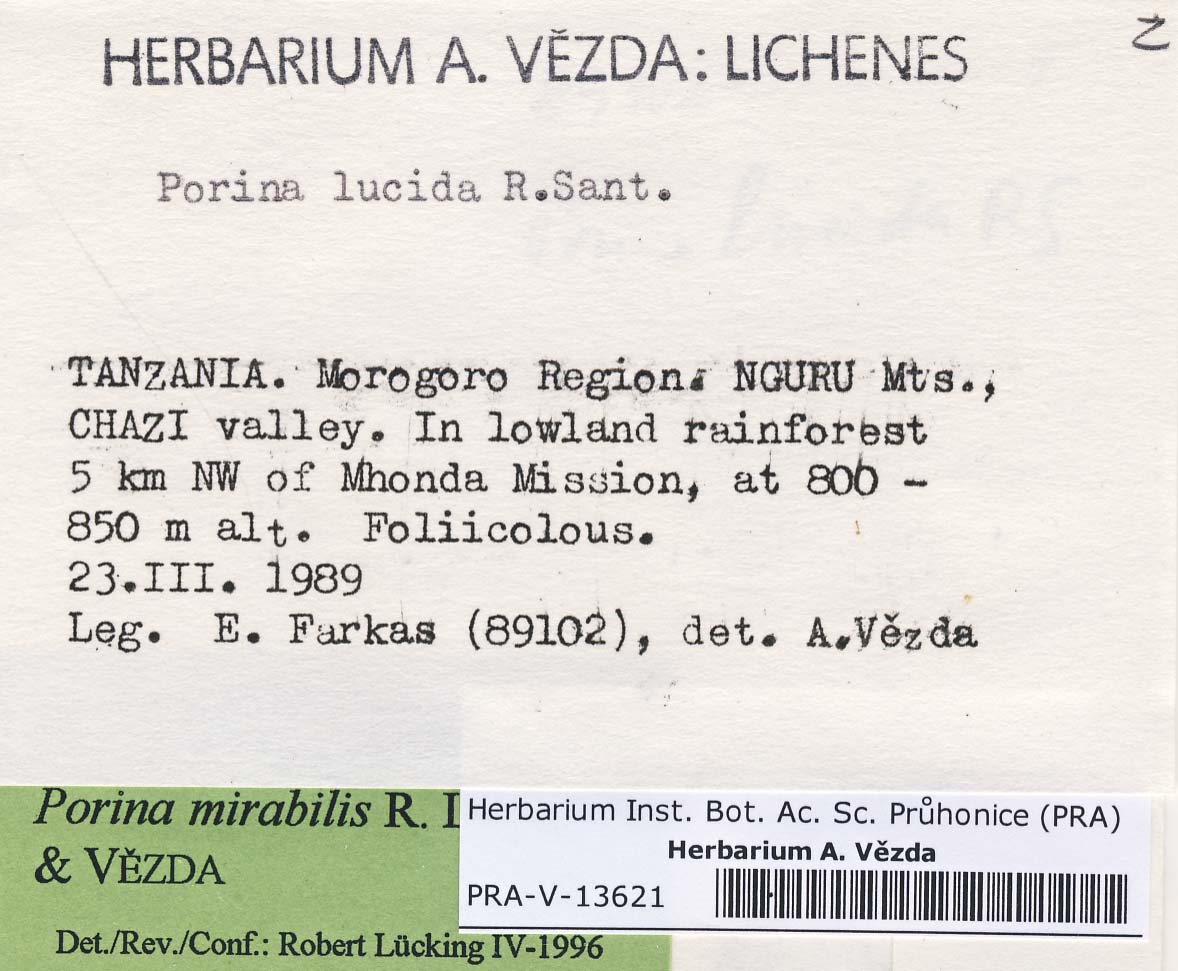 Ž
HERBARIUM A. VĚZDA: LICHENES
Porina lucida R.Sant.
TANZANIA. Morogoro Region. NGURU Mts.,
CHAZI valley. In lowland rainforest
5 km NW of Mhonda Mission, at 800 -
850 m alt. Foliicolous.
23.III. 1989
Leg. E. Farkas (89102), det. A.Vězda
Porina mirabilis R.
& VĚZDA
Det./Rev./Conf.: Robert Lücking IV-1996
Herbarium Inst. Bot. Ac. Sc. Průhonice (PRA)
Herbarium A. Vězda
PRA-V-13621